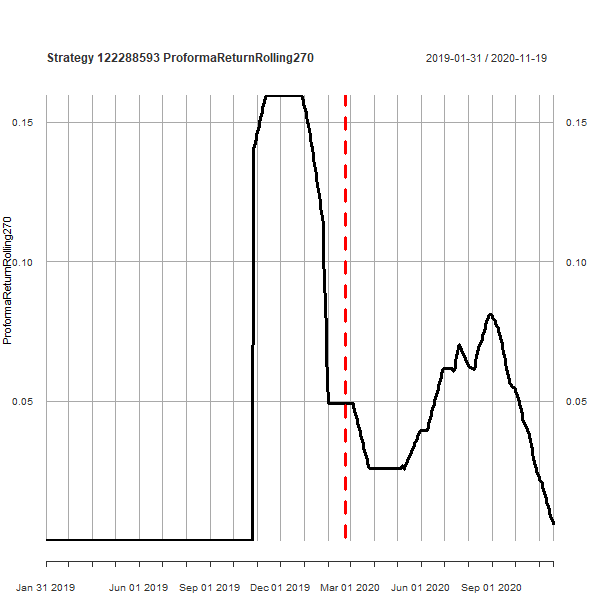 Strategy 122288593 ProformaReturnRolling270
2019-01-31 / 2020-11-19
0.15
0.15
ProformaReturnRolling270
0.10
0.10
0.05
0.05
Jan 31 2019
Jun 01 2019
Sep 01 2019
Dec 01 2019
Mar 01 2020
Jun 01 2020
Sep 01 2020